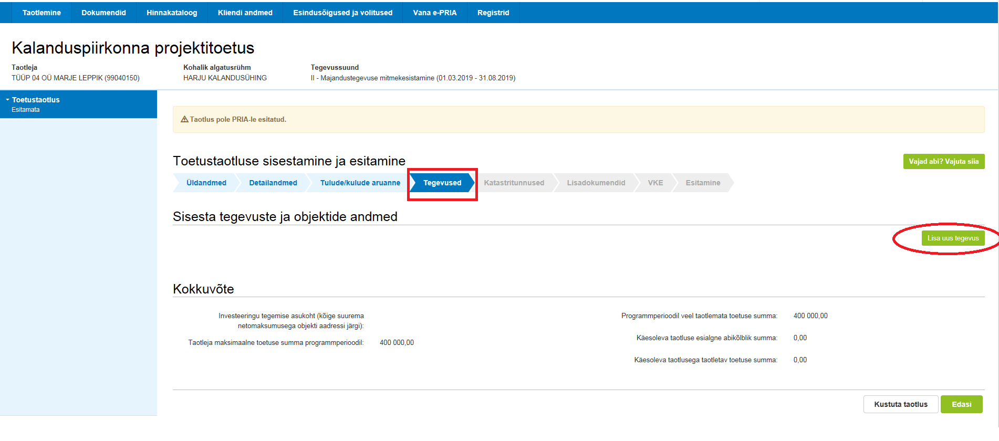 Taotlemine Dokumendid Hinnakataloog Kliendi andmed Esindusõigused ja volitused Vana e-PRIA Registrid
Kalanduspiirkonna projektitoetus
Taotleja Kohalik algatusrühm Tegevussuund
TÜÜP 04 OÜ MARJE LEPPIK (99040150) HARJU KALANDUSÜHING II - Majandustegevuse mitmekesistamine (01.03.2019 - 31.08.2019)
Toetustaotlus
Esitamata
Taotlus pole PRIA-le esitatud.
Toetustaotluse sisestamine ja esitamine
Vajad abi? Vajuta siia
Üldandmed Detailandmed Tulude/kulude aruanne Tegevused Katastritunnused Lisadokumendid VKE Esitamine
Sisesta tegevuste ja objektide andmed
Lisa uus tegevus
Kokkuvõte
Investeeringu tegemise asukoht (kõige suurema
netomaksumusega objekti aadressi järgi):
Taotleja maksimaalne toetuse summa programmperioodil: 400 000,00
Programmperioodil veel taotlemata toetuse summa: 400 000,00
Käesoleva taotluse esialgne abikõlblik summa: 0,00
Käesoleva taotlusega taotletav toetuse summa: 0,00
Kustuta taotlus Edasi